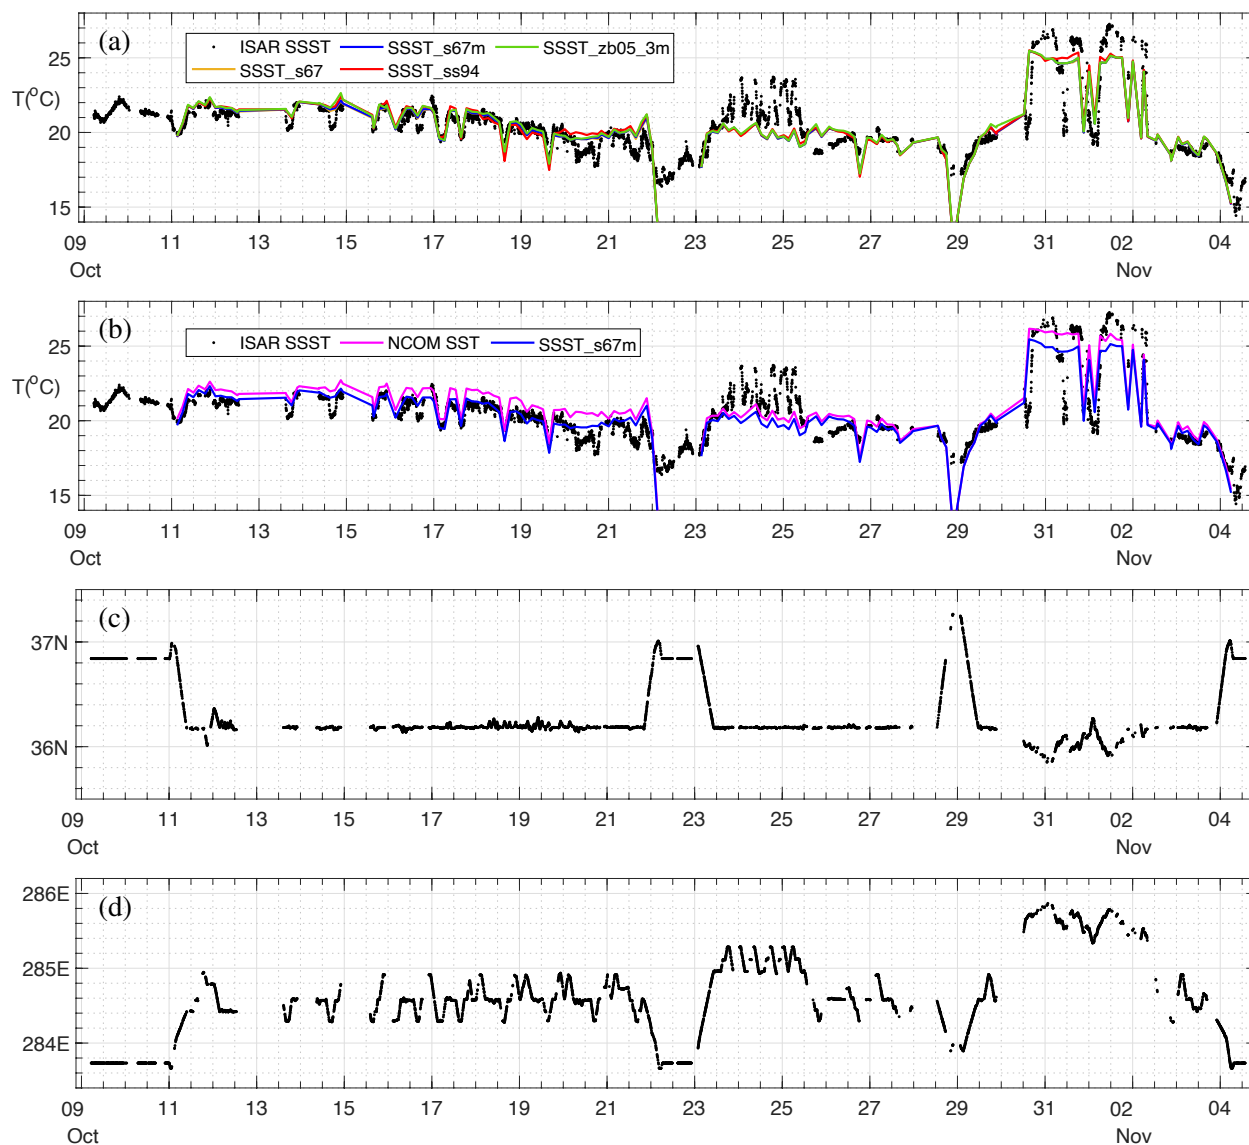 (a)
ISAR SSST SSST_s67m SSST_zb05_3m
SSST_s67 SSST_ss94
25
T(°C)
20
15
09 11 13 15 17 19 21 23 25 27 29 31 02 04
Oct Nov
(b)
ISAR SSST NCOM SST SSST_s67m
25
T(°C)
20
15
09 11 13 15 17 19 21 23 25 27 29 31 02 04
Oct Nov
(c)
37N
36N
09 11 13 15 17 19 21 23 25 27 29 31 02 04
Oct Nov
286E
(d)
285E
284E
09 11 13 15 17 19 21 23 25 27 29 31 02 04
Oct Nov